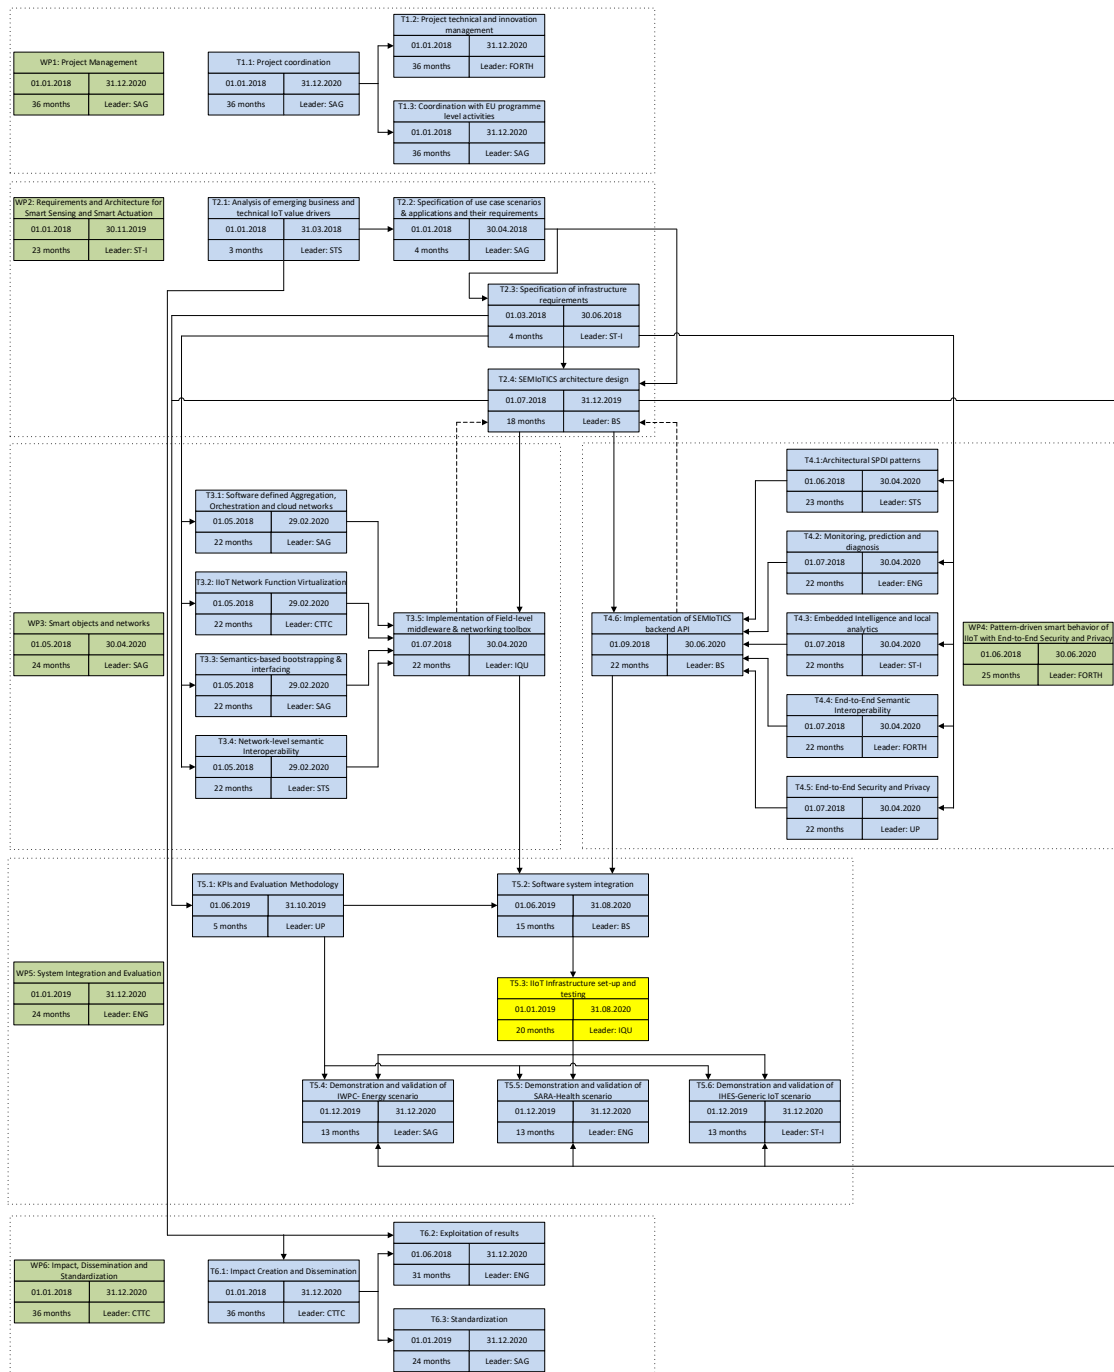 T1.2: Project technical and innovation
management
01.01.2018 31.12.2020
36 months Leader: FORTH
WP1: Project Management
01.01.2018 31.12.2020
36 months Leader: SAG
T1.1: Project coordination
01.01.2018 31.12.2020
36 months Leader: SAG
T1.3: Coordination with EU programme
level activities
01.01.2018 31.12.2020
36 months Leader: SAG
WP2: Requirements and Architecture for
Smart Sensing and Smart Actuation
01.01.2018 30.11.2019
23 months Leader: ST-I
T2.1: Analysis of emerging business and
technical IoT value drivers
01.01.2018 31.03.2018
3 months Leader: STS
T2.2: Specification of use case scenarios
& applications and their requirements
01.01.2018 30.04.2018
4 months Leader: SAG
T2.3: Specification of infrastructure
requirements
01.03.2018 30.06.2018
4 months Leader: ST-I
T2.4: SEMIoTICS architecture design
01.07.2018 31.12.2019
18 months Leader: BS
T3.1: Software defined Aggregation,
Orchestration and cloud networks
01.05.2018 29.02.2020
22 months Leader: SAG
T3.2: IIoT Network Function Virtualization
01.05.2018 29.02.2020
22 months Leader: CTTC
WP3: Smart objects and networks
01.05.2018 30.04.2020
24 months Leader: SAG
T3.3: Semantics-based bootstrapping &
interfacing
01.05.2018 29.02.2020
22 months Leader: SAG
T3.4: Network-level semantic
Interoperability
01.05.2018 29.02.2020
22 months Leader: STS
T3.5: Implementation of Field-level
middleware & networking toolbox
01.07.2018 30.04.2020
22 months Leader: IQU
T4.6: Implementation of SEMIoTICS
backend API
01.09.2018 30.06.2020
22 months Leader: BS
T4.1:Architectural SPDI patterns
01.06.2018 30.04.2020
23 months Leader: STS
T4.2: Monitoring, prediction and
diagnosis
01.07.2018 30.04.2020
22 months Leader: ENG
T4.3: Embedded Intelligence and local
analytics
01.07.2018 30.04.2020
22 months Leader: ST-I
T4.4: End-to-End Semantic
Interoperability
01.07.2018 30.04.2020
22 months Leader: FORTH
T4.5: End-to-End Security and Privacy
01.07.2018 30.04.2020
22 months Leader: UP
WP4: Pattern-driven smart behavior of
IIoT with End-to-End Security and Privacy
01.06.2018 30.06.2020
25 months Leader: FORTH
T5.1: KPIs and Evaluation Methodology
01.06.2019 31.10.2019
5 months Leader: UP
T5.2: Software system integration
01.06.2019 31.08.2020
15 months Leader: BS
WP5: System Integration and Evaluation
01.01.2019 31.12.2020
24 months Leader: ENG
T5.3: IIoT Infrastructure set-up and
testing
01.01.2019 31.08.2020
20 months Leader: IQU
T5.4: Demonstration and validation of
IWPC- Energy scenario
01.12.2019 31.12.2020
13 months Leader: SAG
T5.5: Demonstration and validation of
SARA-Health scenario
01.12.2019 31.12.2020
13 months Leader: ENG
T5.6: Demonstration and validation of
IHES-Generic IoT scenario
01.12.2019 31.12.2020
13 months Leader: ST-I
T6.2: Exploitation of results
01.06.2018 31.12.2020
31 months Leader: ENG
WP6: Impact, Dissemination and
Standardization
01.01.2018 31.12.2020
36 months Leader: CTTC
T6.1: Impact Creation and Dissemination
01.01.2018 31.12.2020
36 months Leader: CTTC
T6.3: Standardization
01.01.2019 31.12.2020
24 months Leader: SAG